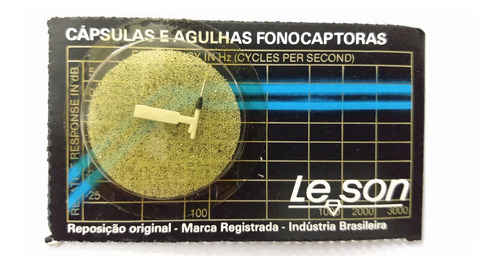 CÁPSULAS E AGULHAS FONOCAPTORAS
IN Hz (CYCLES PER SECOND)
RESPONSE IN dB
5
-25
100
1000 2000 3000
Le son
Reposição original - Marca Registrada - Indústria Brasileira